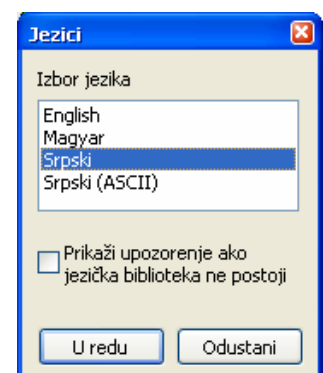 Jezici
Izbor jezika
English
Magyar
Srpski
Srpski (ASCII)
Prikaži upozorenje ako
jezička biblioteka ne postoji
U redu
Odustani